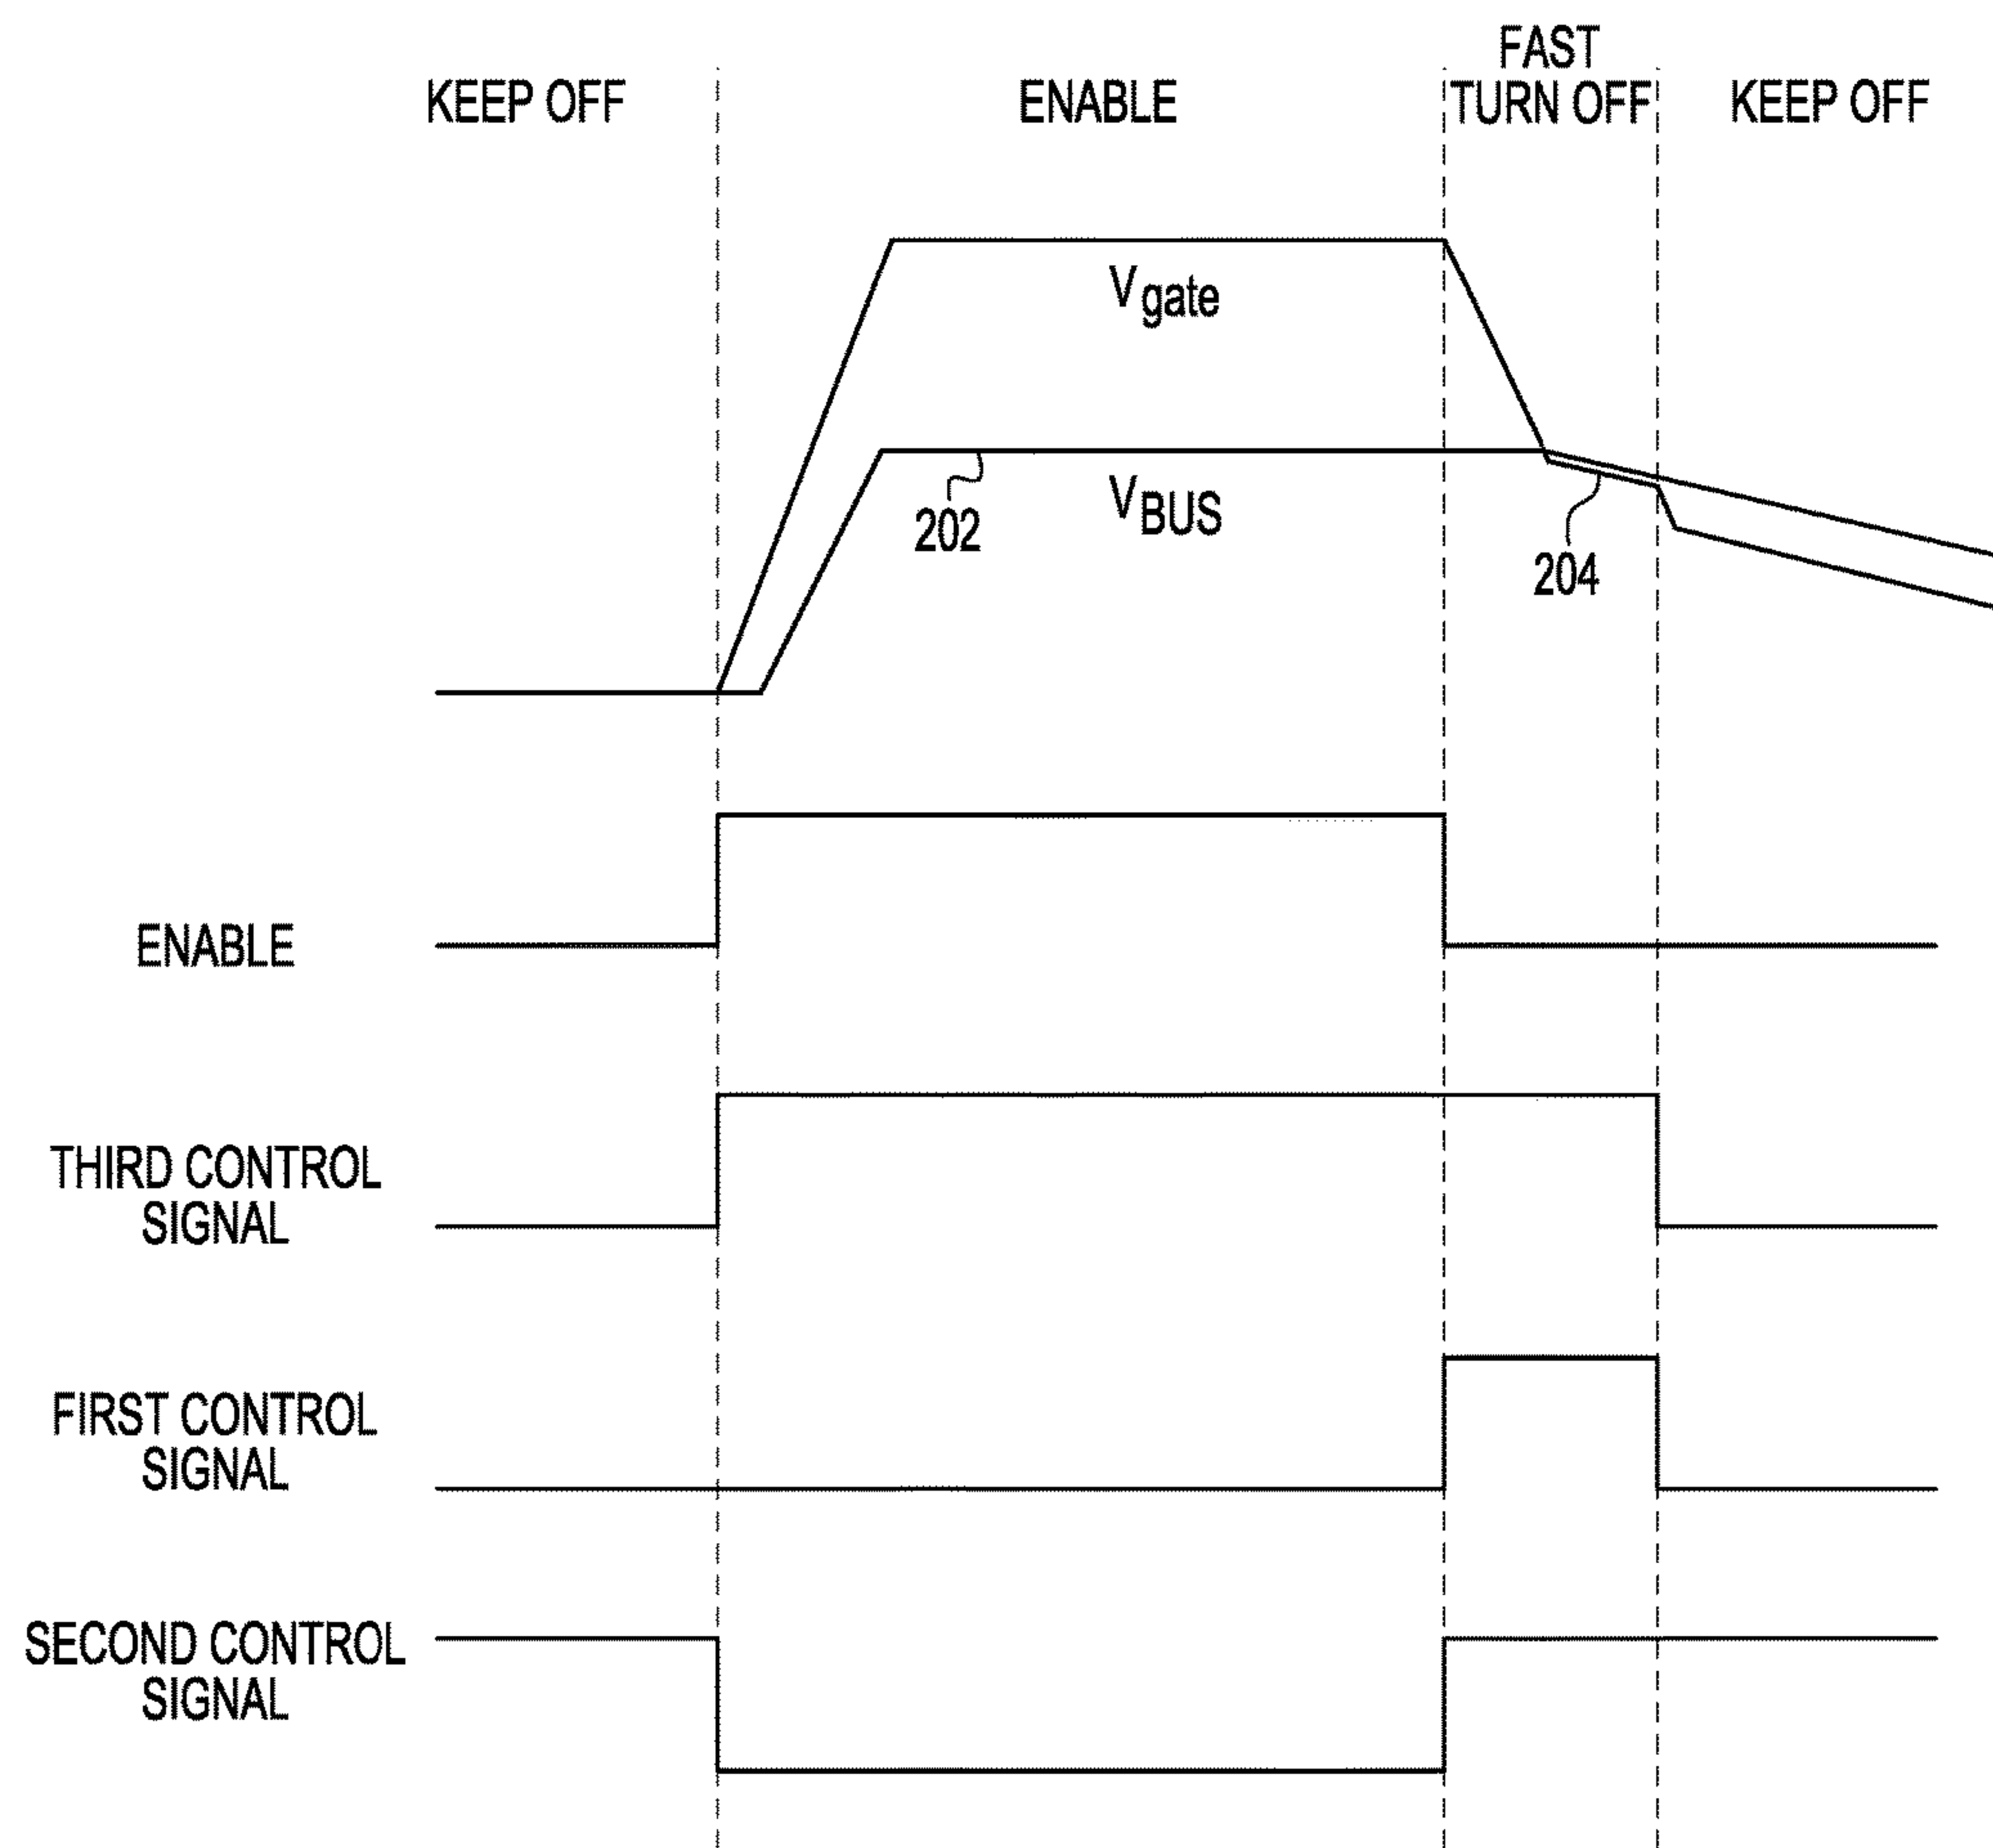 KEEP OFF
ENABLE
FAST
TURN OFF
KEEP OFF
Vgate
VBUS
202
204
ENABLE
THIRD CONTROL
SIGNAL
FIRST CONTROL
SIGNAL
SECOND CONTROL
SIGNAL